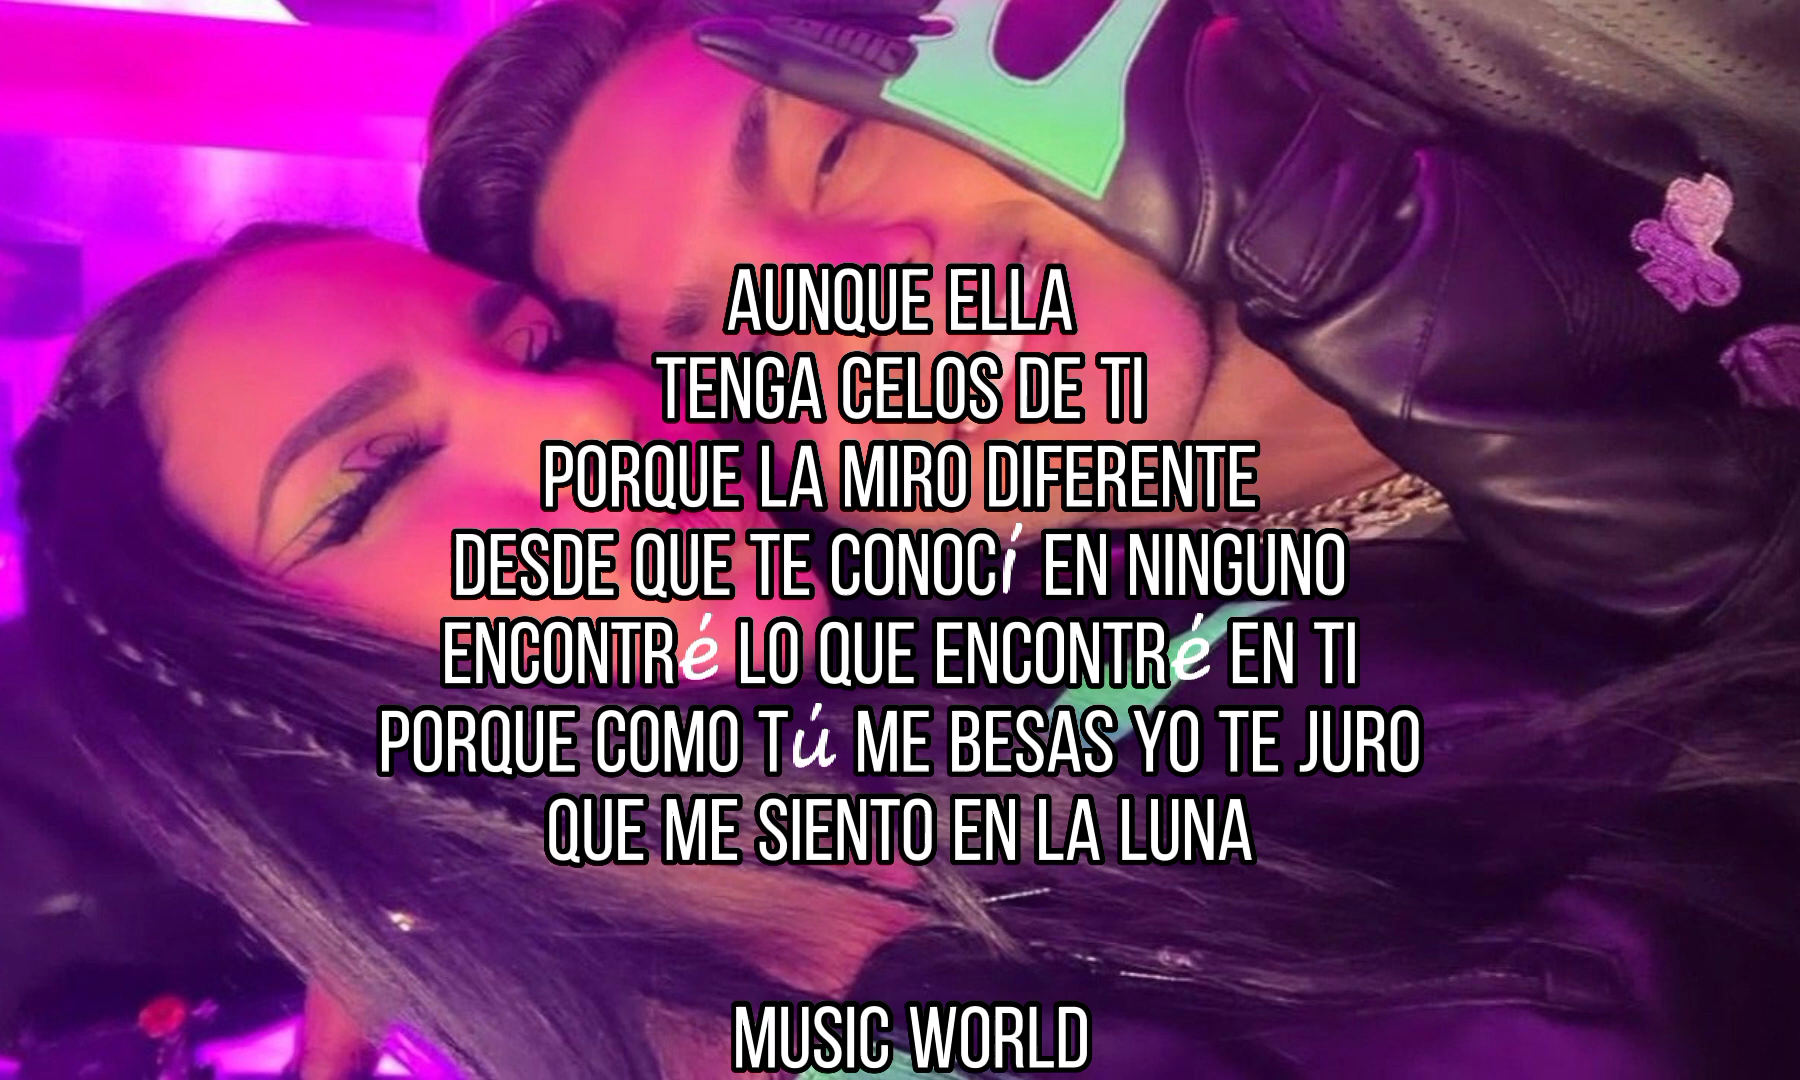 AUNQUE ELLA
TENGA CELOS DE TI
PORQUE LA MIRO DIFERENTE
DESDE QUE TE CONOCí EN NINGUNO
ENCONTRé LO QUE ENCONTRé EN TI
PORQUE COMO Tú ME BESAS YO TE JURO
QUE ME SIENTO EN LA LUNA
MUSIC WORLD